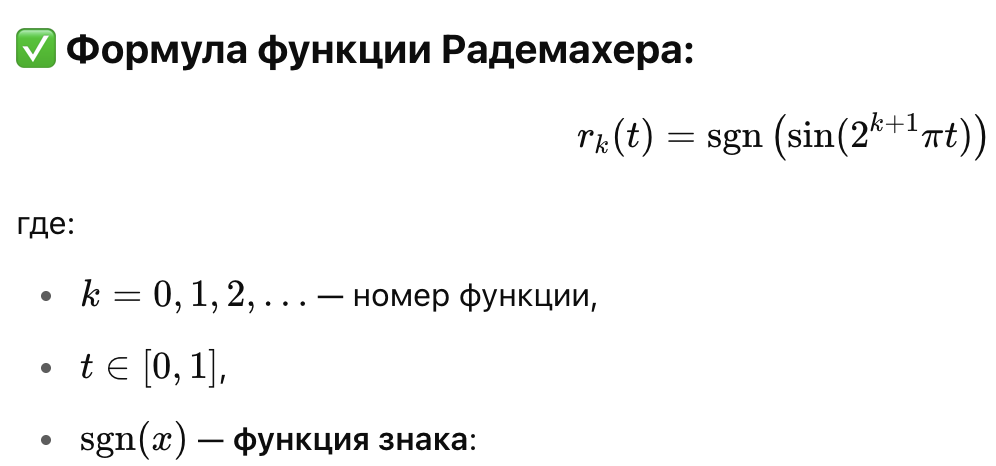 ✅ Формула функции Радемахера:
r_k(t) = sgn (sin(2^{k+1}πt))
где:
• k = 0, 1, 2, . . . — номер функции,
• t ∈ [0, 1],
• sgn(x) — функция знака: